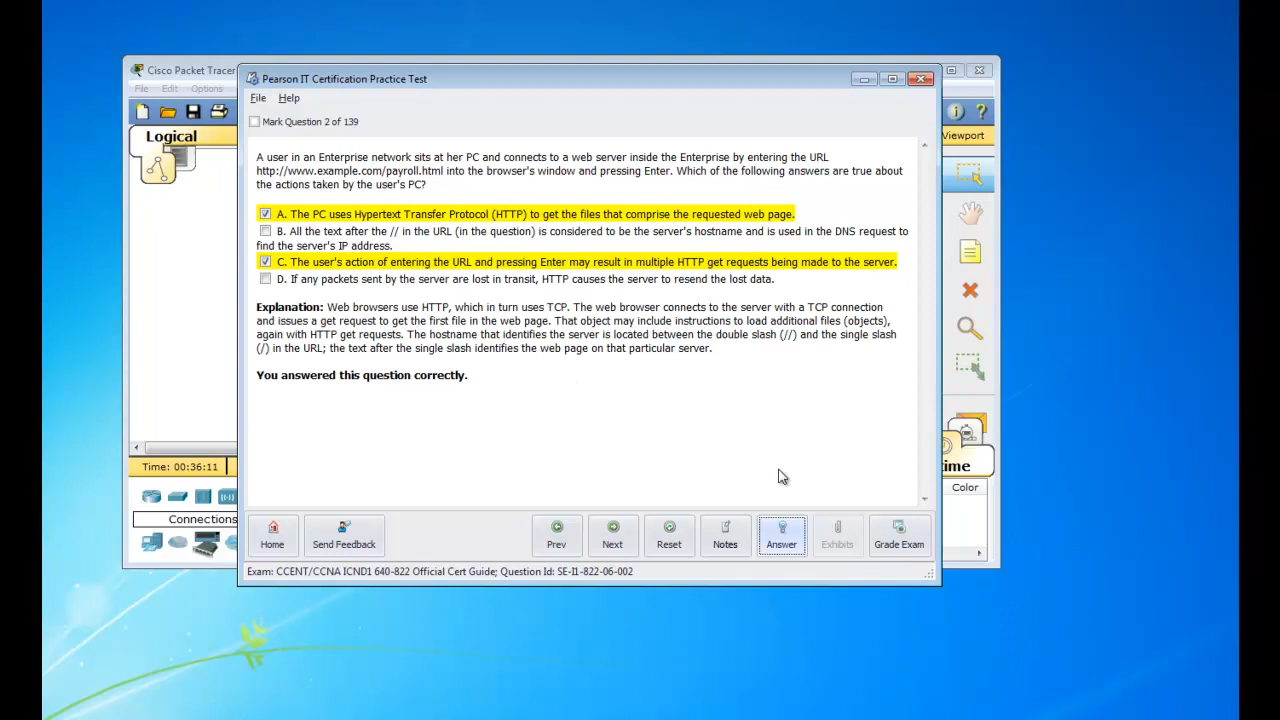 Cisco Packet Tracer
File Edit Options
Logical
Viewport
Pearson IT Certification Practice Test
File Help
Mark Question 2 of 139
A user in an Enterprise network sits at her PC and connects to a web server inside the Enterprise by entering the URL
http://www.example.com/payroll.html into the browser's window and pressing Enter. Which of the following answers are true about
the actions taken by the user's PC?
A. The PC uses Hypertext Transfer Protocol (HTTP) to get the files that comprise the requested web page.
B. All the text after the // in the URL (in the question) is considered to be the server's hostname and is used in the DNS request to
find the server's IP address.
C. The user's action of entering the URL and pressing Enter may result in multiple HTTP get requests being made to the server.
D. If any packets sent by the server are lost in transit, HTTP causes the server to resend the lost data.
Explanation: Web browsers use HTTP, which in turn uses TCP. The web browser connects to the server with a TCP connection
and issues a get request to get the first file in the web page. That object may include instructions to load additional files (objects),
again with HTTP get requests. The hostname that identifies the server is located between the double slash (//) and the single slash
(/) in the URL; the text after the single slash identifies the web page on that particular server.
You answered this question correctly.
Time: 00:36:11
ime
Color
Connections
Home Send Feedback Prev Next Reset Notes Answer Exhibits Grade Exam
Exam: CCENT/CCNA ICND1 640-822 Official Cert Guide; Question Id: SE-I1-822-06-002